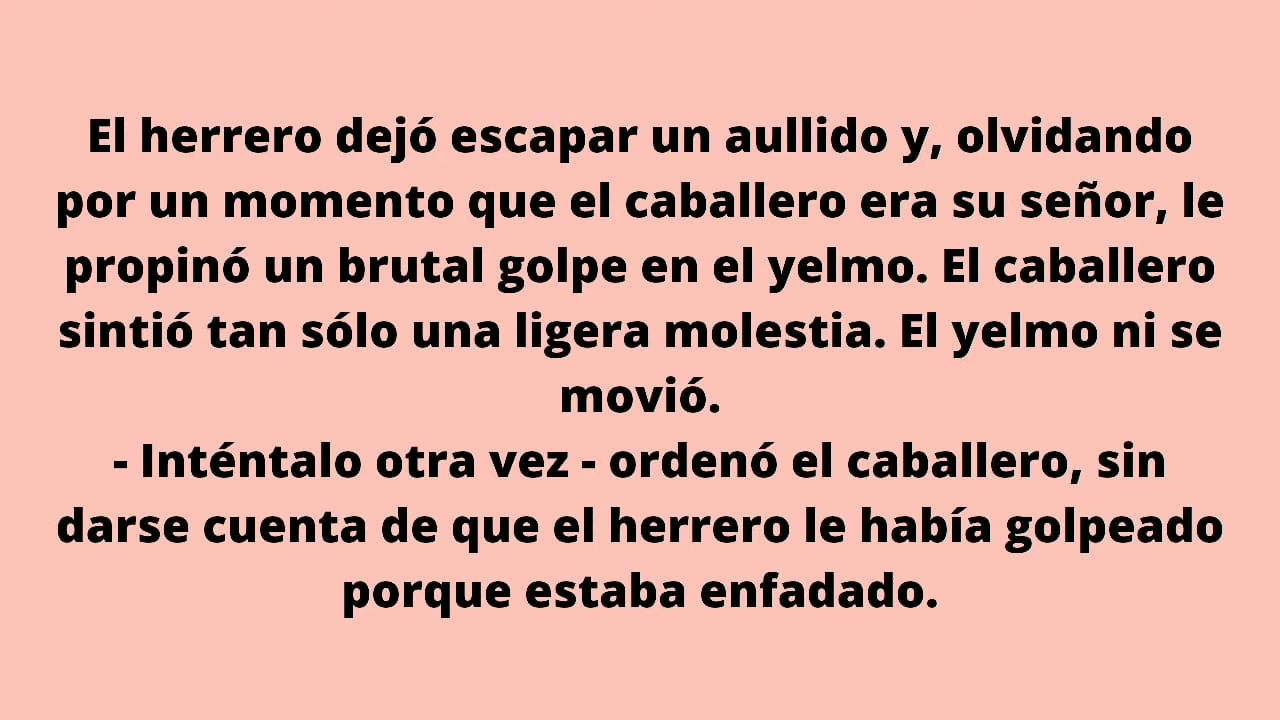 El herrero dejó escapar un aullido y, olvidando
por un momento que el caballero era su señor, le
propinó un brutal golpe en el yelmo. El caballero
sintió tan sólo una ligera molestia. El yelmo ni se
movió.
- Inténtalo otra vez - ordenó el caballero, sin
darse cuenta de que el herrero le había golpeado
porque estaba enfadado.